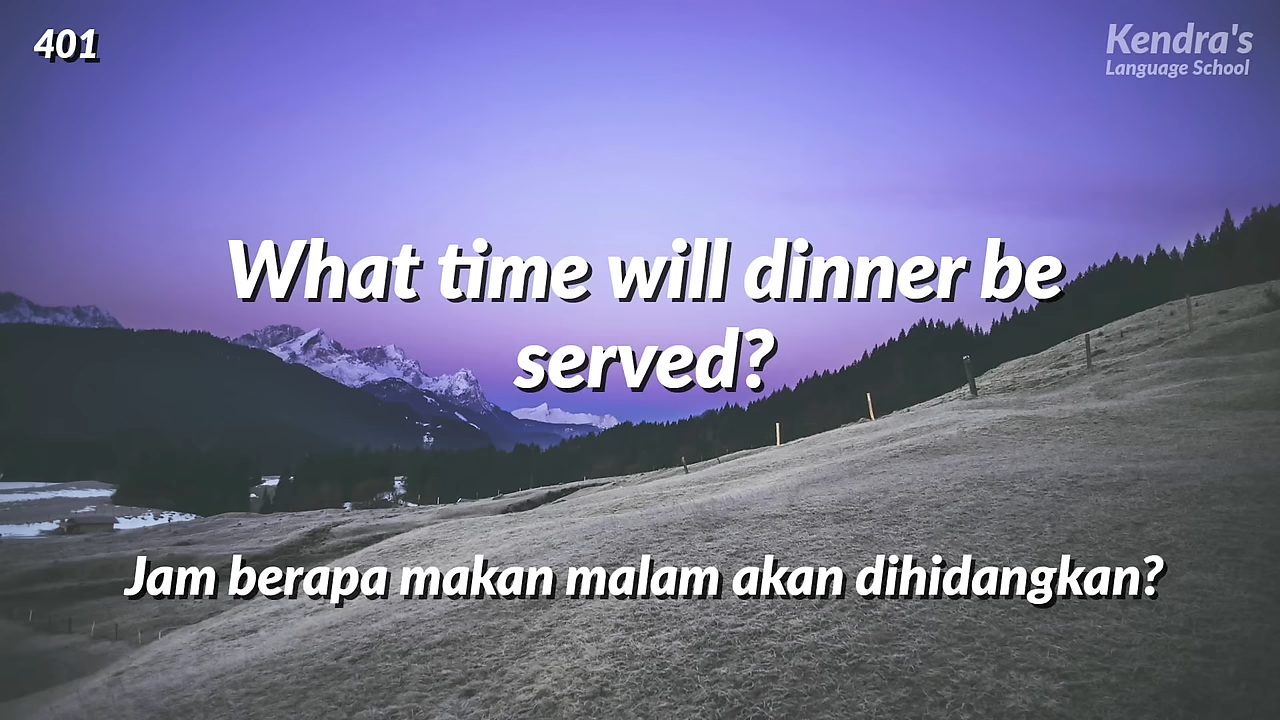 401
Kendra's
Language School
What time will dinner be
served?
Jam berapa makan malam akan dihidangkan?